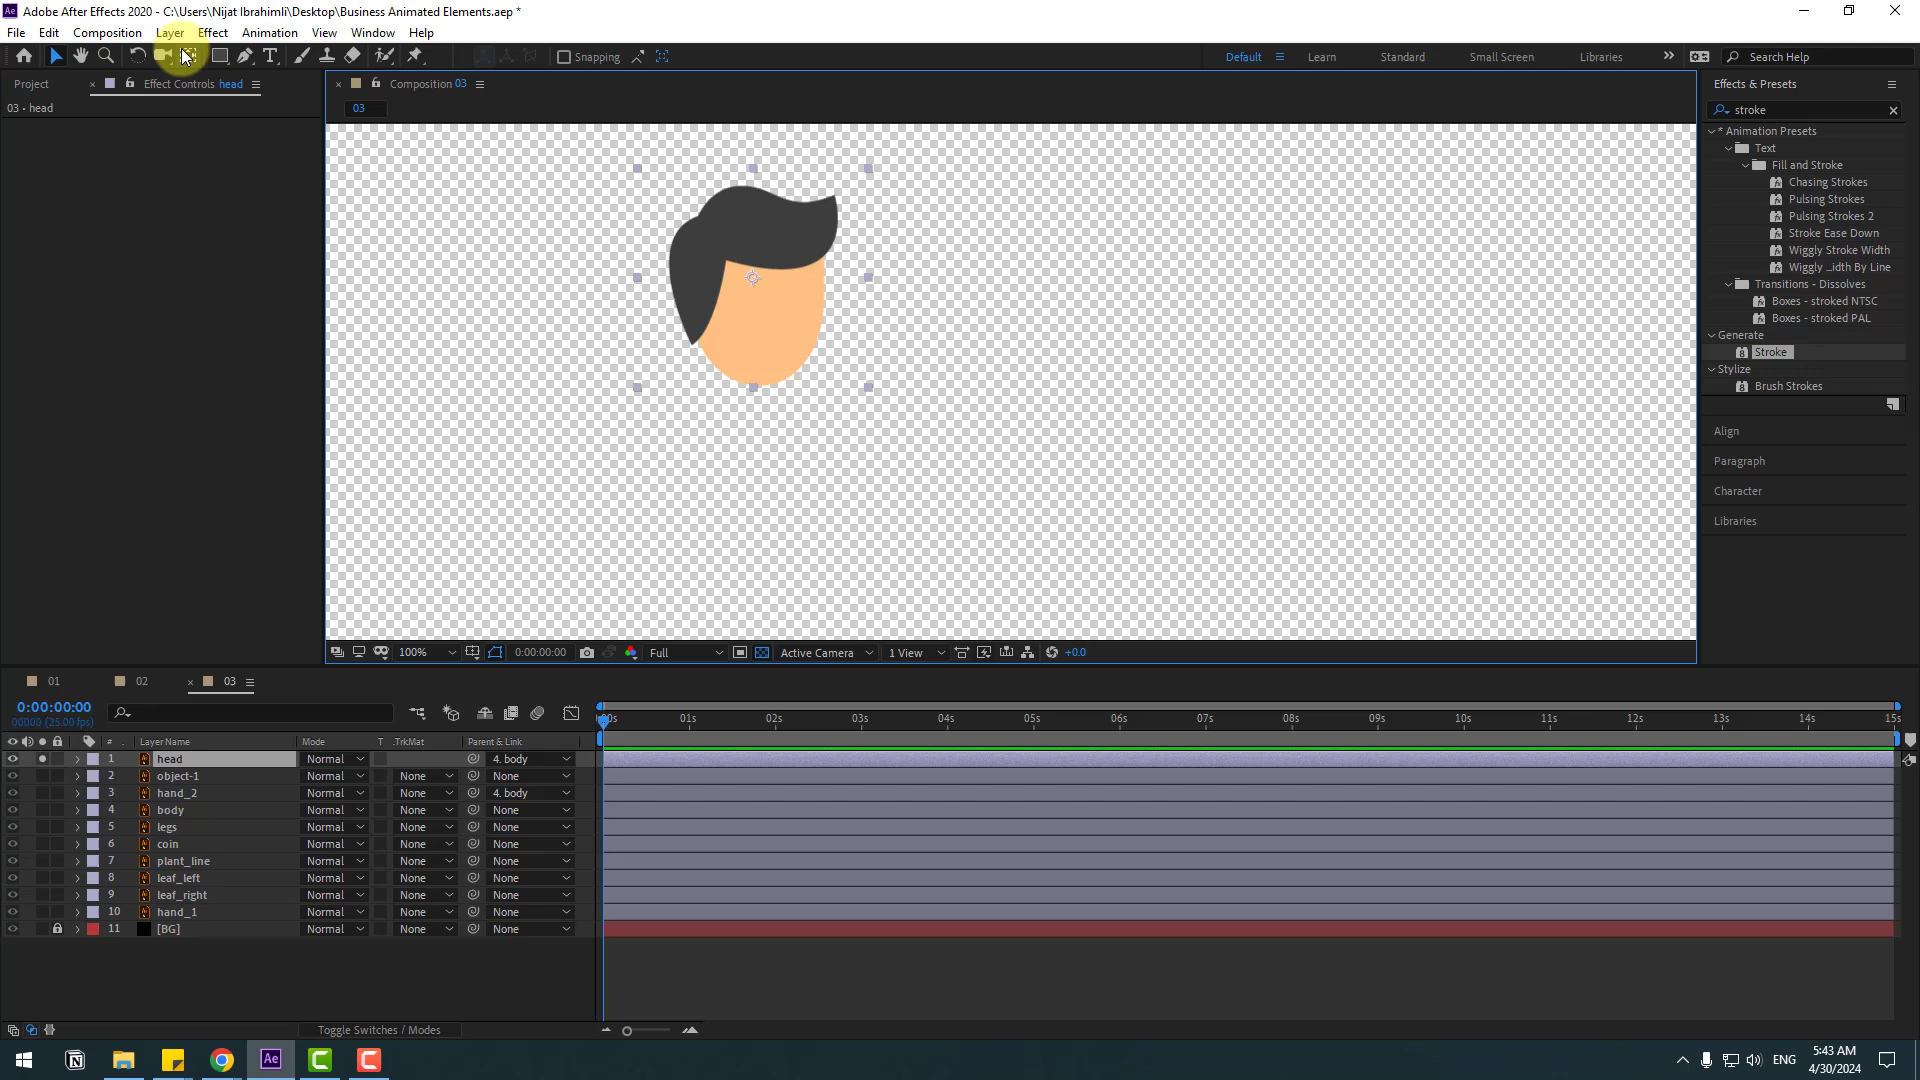 Adobe After Effects 2020 - C:\Users\Nijat Ibrahimli\Desktop\Business Animated Elements.aep *
File Edit Composition Layer Effect Animation View Window Help
Snapping
Default Learn Standard Small Screen Libraries
Search Help
Project
Effect Controls head
03 • head
Composition 03
03
Effects & Presets
stroke
* Animation Presets
Text
Fill and Stroke
Chasing Strokes
Pulsing Strokes
Pulsing Strokes 2
Stroke Ease Down
Wiggly Stroke Width
Wiggly ...idth By Line
Transitions - Dissolves
Boxes - stroked NTSC
Boxes - stroked PAL
Generate
Stroke
Stylize
Brush Strokes
Align
Paragraph
Character
Libraries
100% 0:00:00:00 Full Active Camera 1 View +0.0
01 02 03
0:00:00:00
00000 (25.00 fps)
01s 02s 03s 04s 05s 06s 07s 08s 09s 10s 11s 12s 13s 14s 15s
# Layer Name Mode T .TrkMat Parent & Link
1 head Normal 4. body
2 object-1 Normal None None
3 hand_2 Normal None 4. body
4 body Normal None None
5 legs Normal None None
6 coin Normal None None
7 plant_line Normal None None
8 leaf_left Normal None None
9 leaf_right Normal None None
10 hand_1 Normal None None
11 [BG] Normal None None
Toggle Switches / Modes
ENG
5:43 AM
4/30/2024